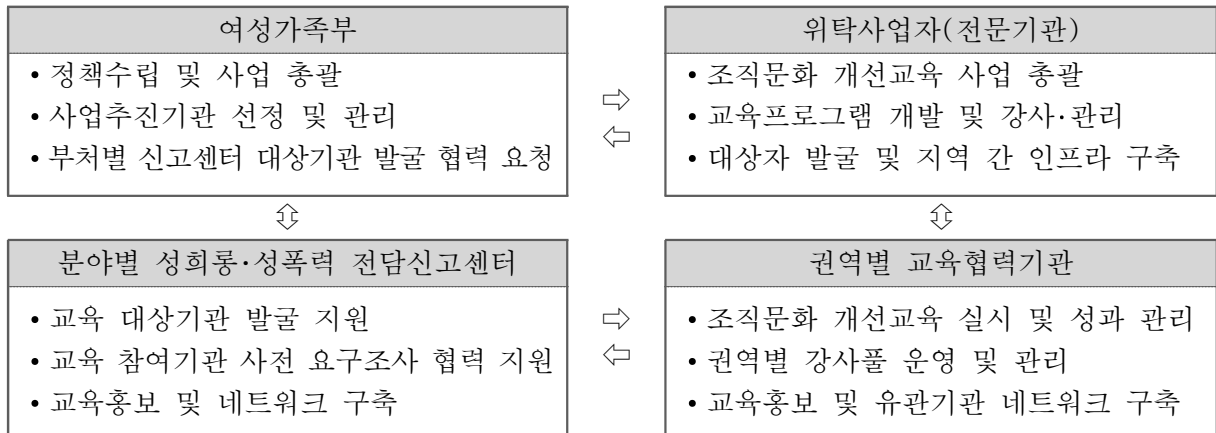 여성가족부
• 정책수립 및 사업 총괄
• 사업추진기관 선정 및 관리
• 부처별 신고센터 대상기관 발굴 협력 요청
⇨
⇦
위탁사업자(전문기관)
• 조직문화 개선교육 사업 총괄
• 교육프로그램 개발 및 강사·관리
• 대상자 발굴 및 지역 간 인프라 구축
⇕
⇕
분야별 성희롱·성폭력 전담신고센터
• 교육 대상기관 발굴 지원
• 교육 참여기관 사전 요구조사 협력 지원
• 교육홍보 및 네트워크 구축
⇨
⇦
권역별 교육협력기관
• 조직문화 개선교육 실시 및 성과 관리
• 권역별 강사풀 운영 및 관리
• 교육홍보 및 유관기관 네트워크 구축